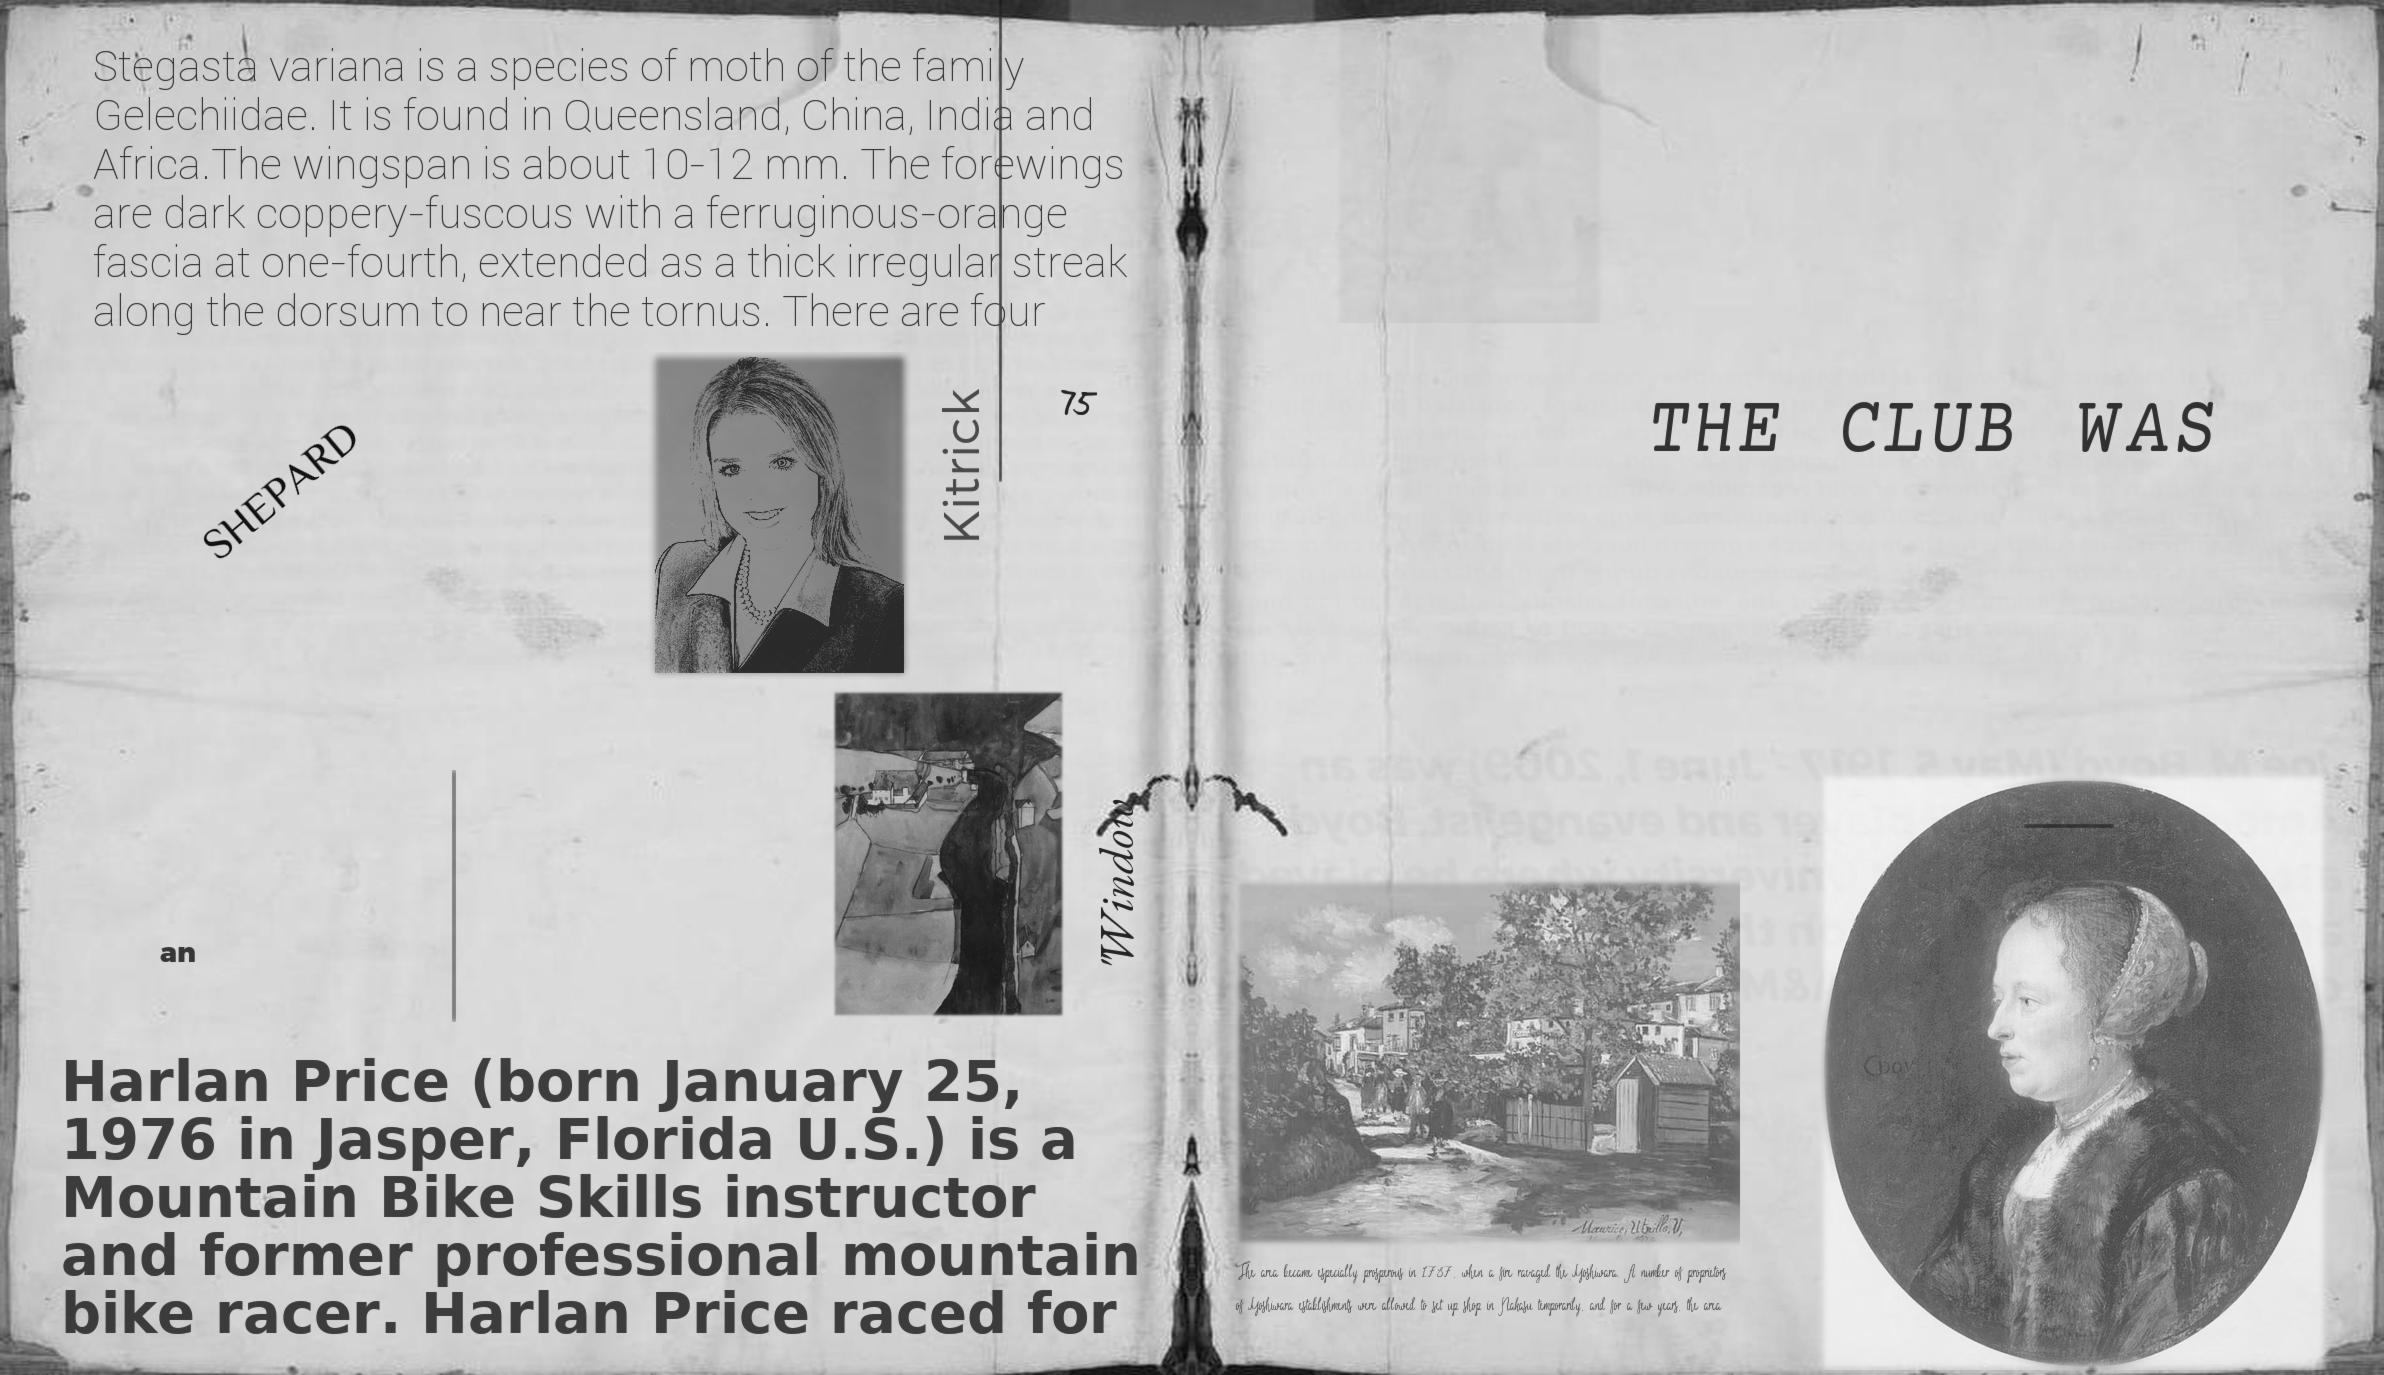 Stegasta variana is a species of moth of the family
Gelechiidae. It is found in Queensland, China, India and
Africa.The wingspan is about 10-12 mm. The forewings
are dark coppery-fuscous with a ferruginous-orange
fascia at one-fourth, extended as a thick irregular streak
along the dorsum to near the tornus. There are four
SHEPARD
Kitrick
75
"Window
an
Harlan Price (born January 25,
1976 in Jasper, Florida U.S.) is a
Mountain Bike Skills instructor
and former professional mountain
bike racer. Harlan Price raced for
THE CLUB WAS
Maurice, Utrillo, V,
The area became especially prosperous in 1787, when a fire ravaged the Yoshiwara. A number of proprietors
of Yoshiwara establishments were allowed to set up shop in Nakasu temporarily, and for a few years, the area